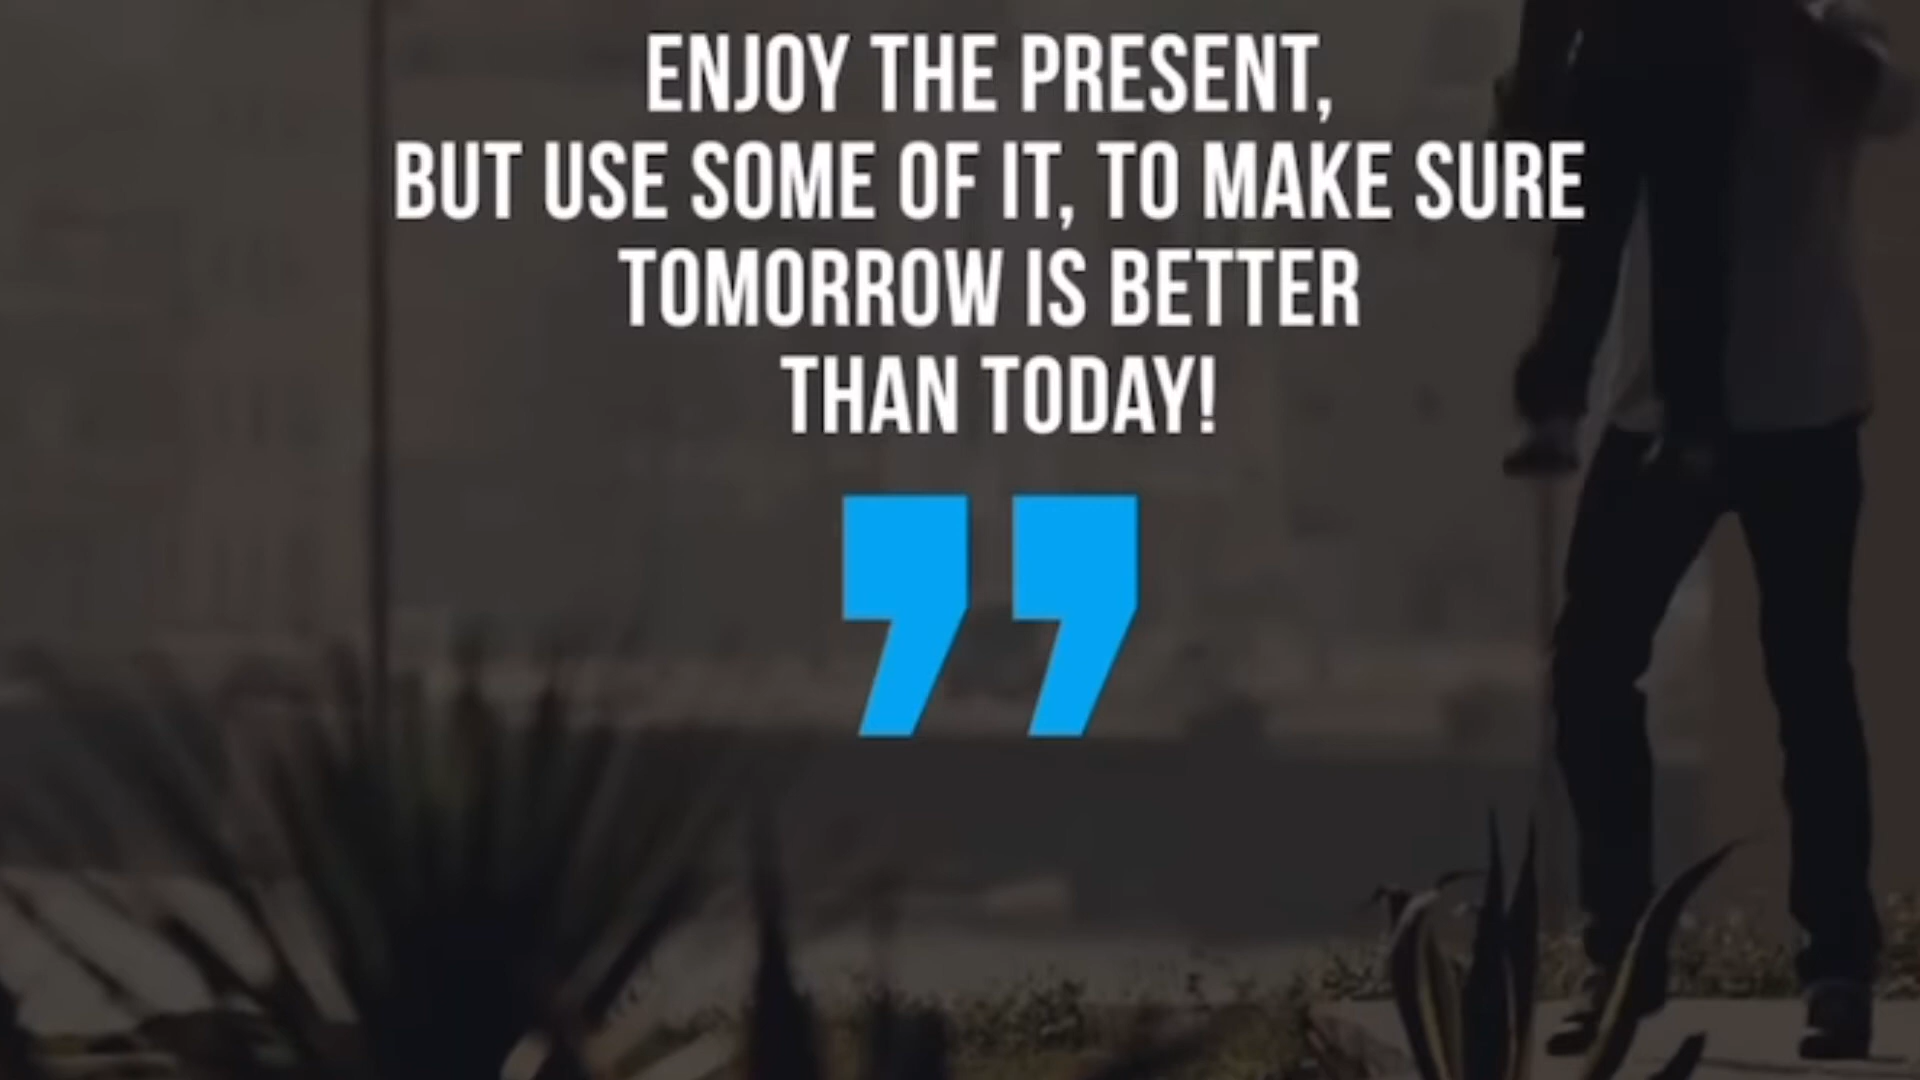 ENJOY THE PRESENT,
BUT USE SOME OF IT, TO MAKE SURE
TOMORROW IS BETTER
THAN TODAY!
”